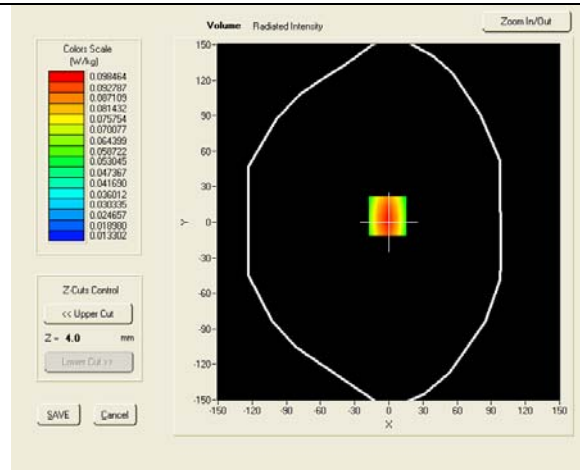 Volume Radiated Intensity
Zoom In/Out
Colors Scale
(W/kg)
0.098464
0.092787
0.087109
0.081432
0.075754
0.070077
0.064399
0.058722
0.053045
0.047367
0.041690
0.036012
0.030335
0.024657
0.018980
0.013302
Z-Cuts Control
<< Upper Cut
Z = 4.0 mm
Lower Cut >>
SAVE Cancel
150
120
90
60
30
0
-30
-60
-90
-120
-150
Y
-150 -120 -90 -60 -30 0 30 60 90 120 150
X